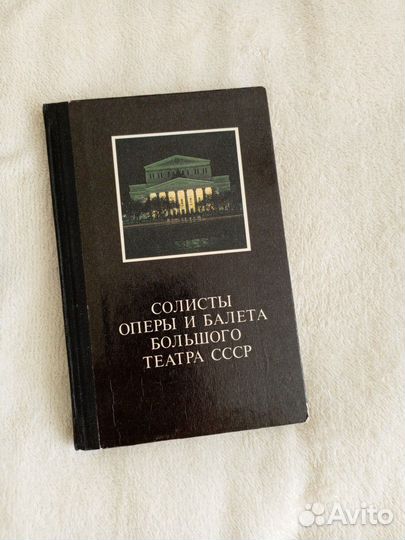 СОЛИСТЫ
ОПЕРЫ И БАЛЕТА
БОЛЬШОГО
ТЕАТРА СССР
Avito